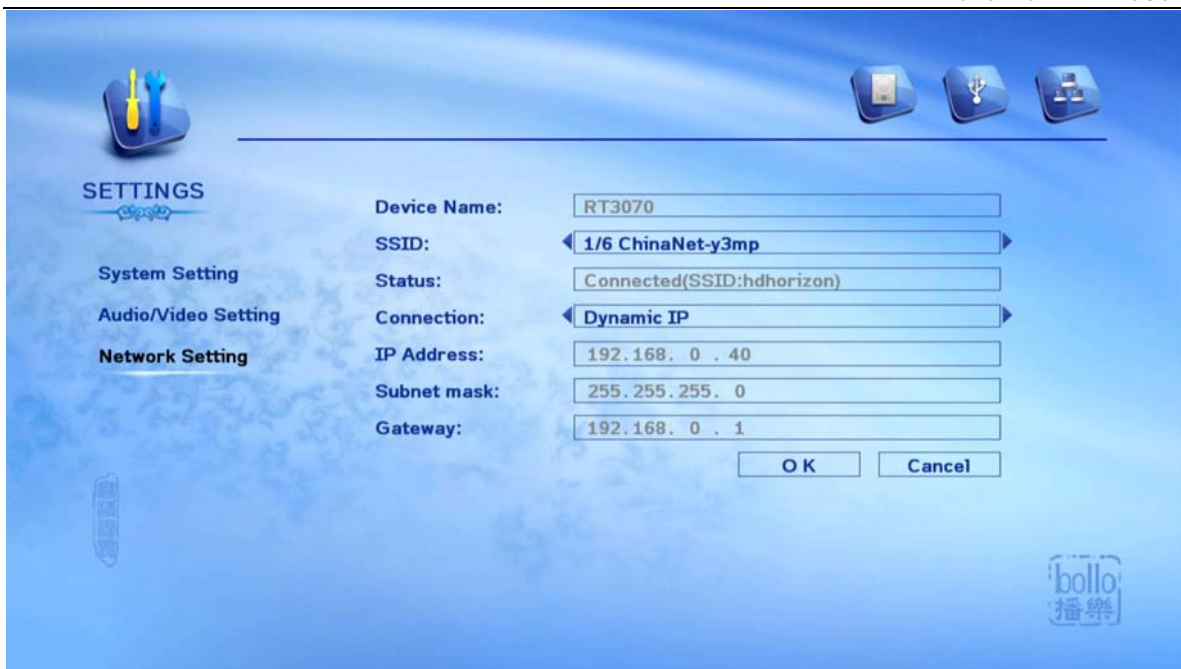 SETTINGS
System Setting
Audio/Video Setting
Network Setting
Device Name: RT3070
SSID: 1/6 ChinaNet-y3mp
Status: Connected(SSID:hdhorizon)
Connection: Dynamic IP
IP Address: 192.168. 0 . 40
Subnet mask: 255.255.255. 0
Gateway: 192.168. 0 . 1
O K Cancel
bollo
播樂